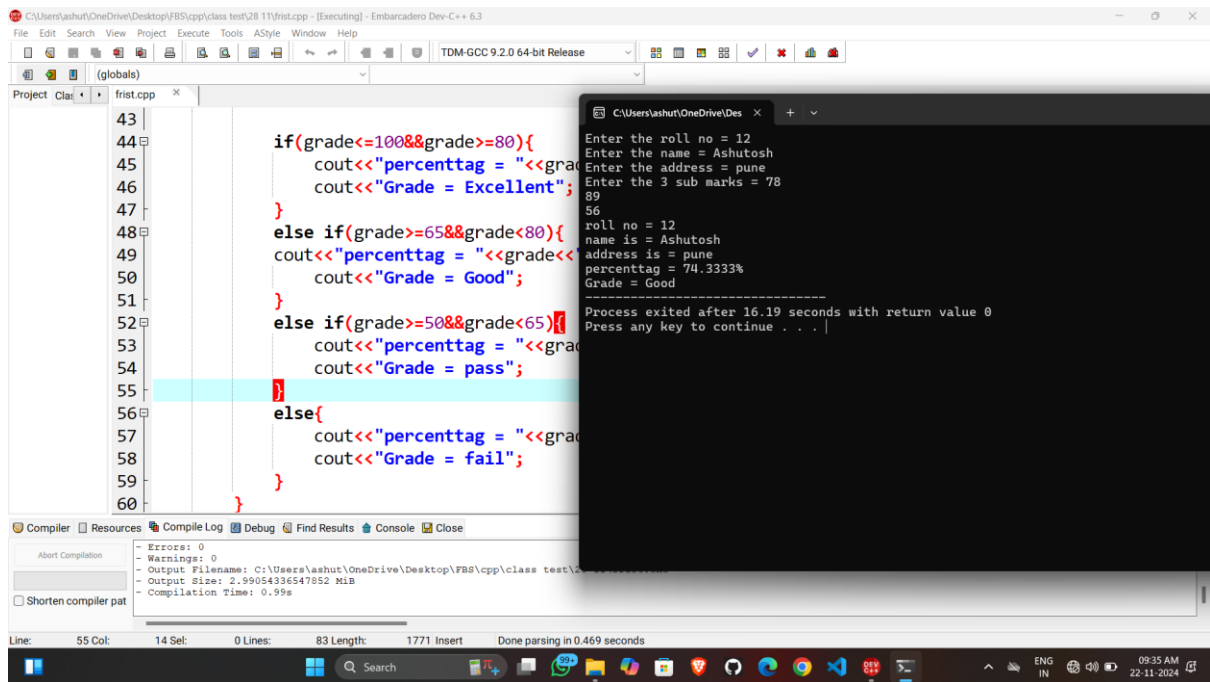 C:\Users\ashut\OneDrive\Desktop\FBS\cpp\class test\28 11\frist.cpp - [Executing] - Embarcadero Dev-C++ 6.3
File Edit Search View Project Execute Tools AStyle Window Help
TDM-GCC 9.2.0 64-bit Release
(globals)
Project Clas frist.cpp
43
44 if(grade<=100&&grade>=80){
45 cout<<"percenttag = "<<grad
46 cout<<"Grade = Excellent";
47 }
48 else if(grade>=65&&grade<80){
49 cout<<"percenttag = "<<grade<<"
50 cout<<"Grade = Good";
51 }
52 else if(grade>=50&&grade<65){
53 cout<<"percenttag = "<<grad
54 cout<<"Grade = pass";
55 }
56 else{
57 cout<<"percenttag = "<<grad
58 cout<<"Grade = fail";
59 }
60 }
C:\Users\ashut\OneDrive\Des
Enter the roll no = 12
Enter the name = Ashutosh
Enter the address = pune
Enter the 3 sub marks = 78
89
56
roll no = 12
name is = Ashutosh
address is = pune
percenttag = 74.3333%
Grade = Good
--------------------------------
Process exited after 16.19 seconds with return value 0
Press any key to continue . . .
Compiler Resources Compile Log Debug Find Results Console Close
Abort Compilation
Shorten compiler pat
- Errors: 0
- Warnings: 0
- Output Filename: C:\Users\ashut\OneDrive\Desktop\FBS\cpp\class test\2
- Output Size: 2.99054336547852 MiB
- Compilation Time: 0.99s
Line: 55 Col: 14 Sel: 0 Lines: 83 Length: 1771 Insert Done parsing in 0.469 seconds
Search
99+
DEV C++
ENG
IN
09:35 AM
22-11-2024